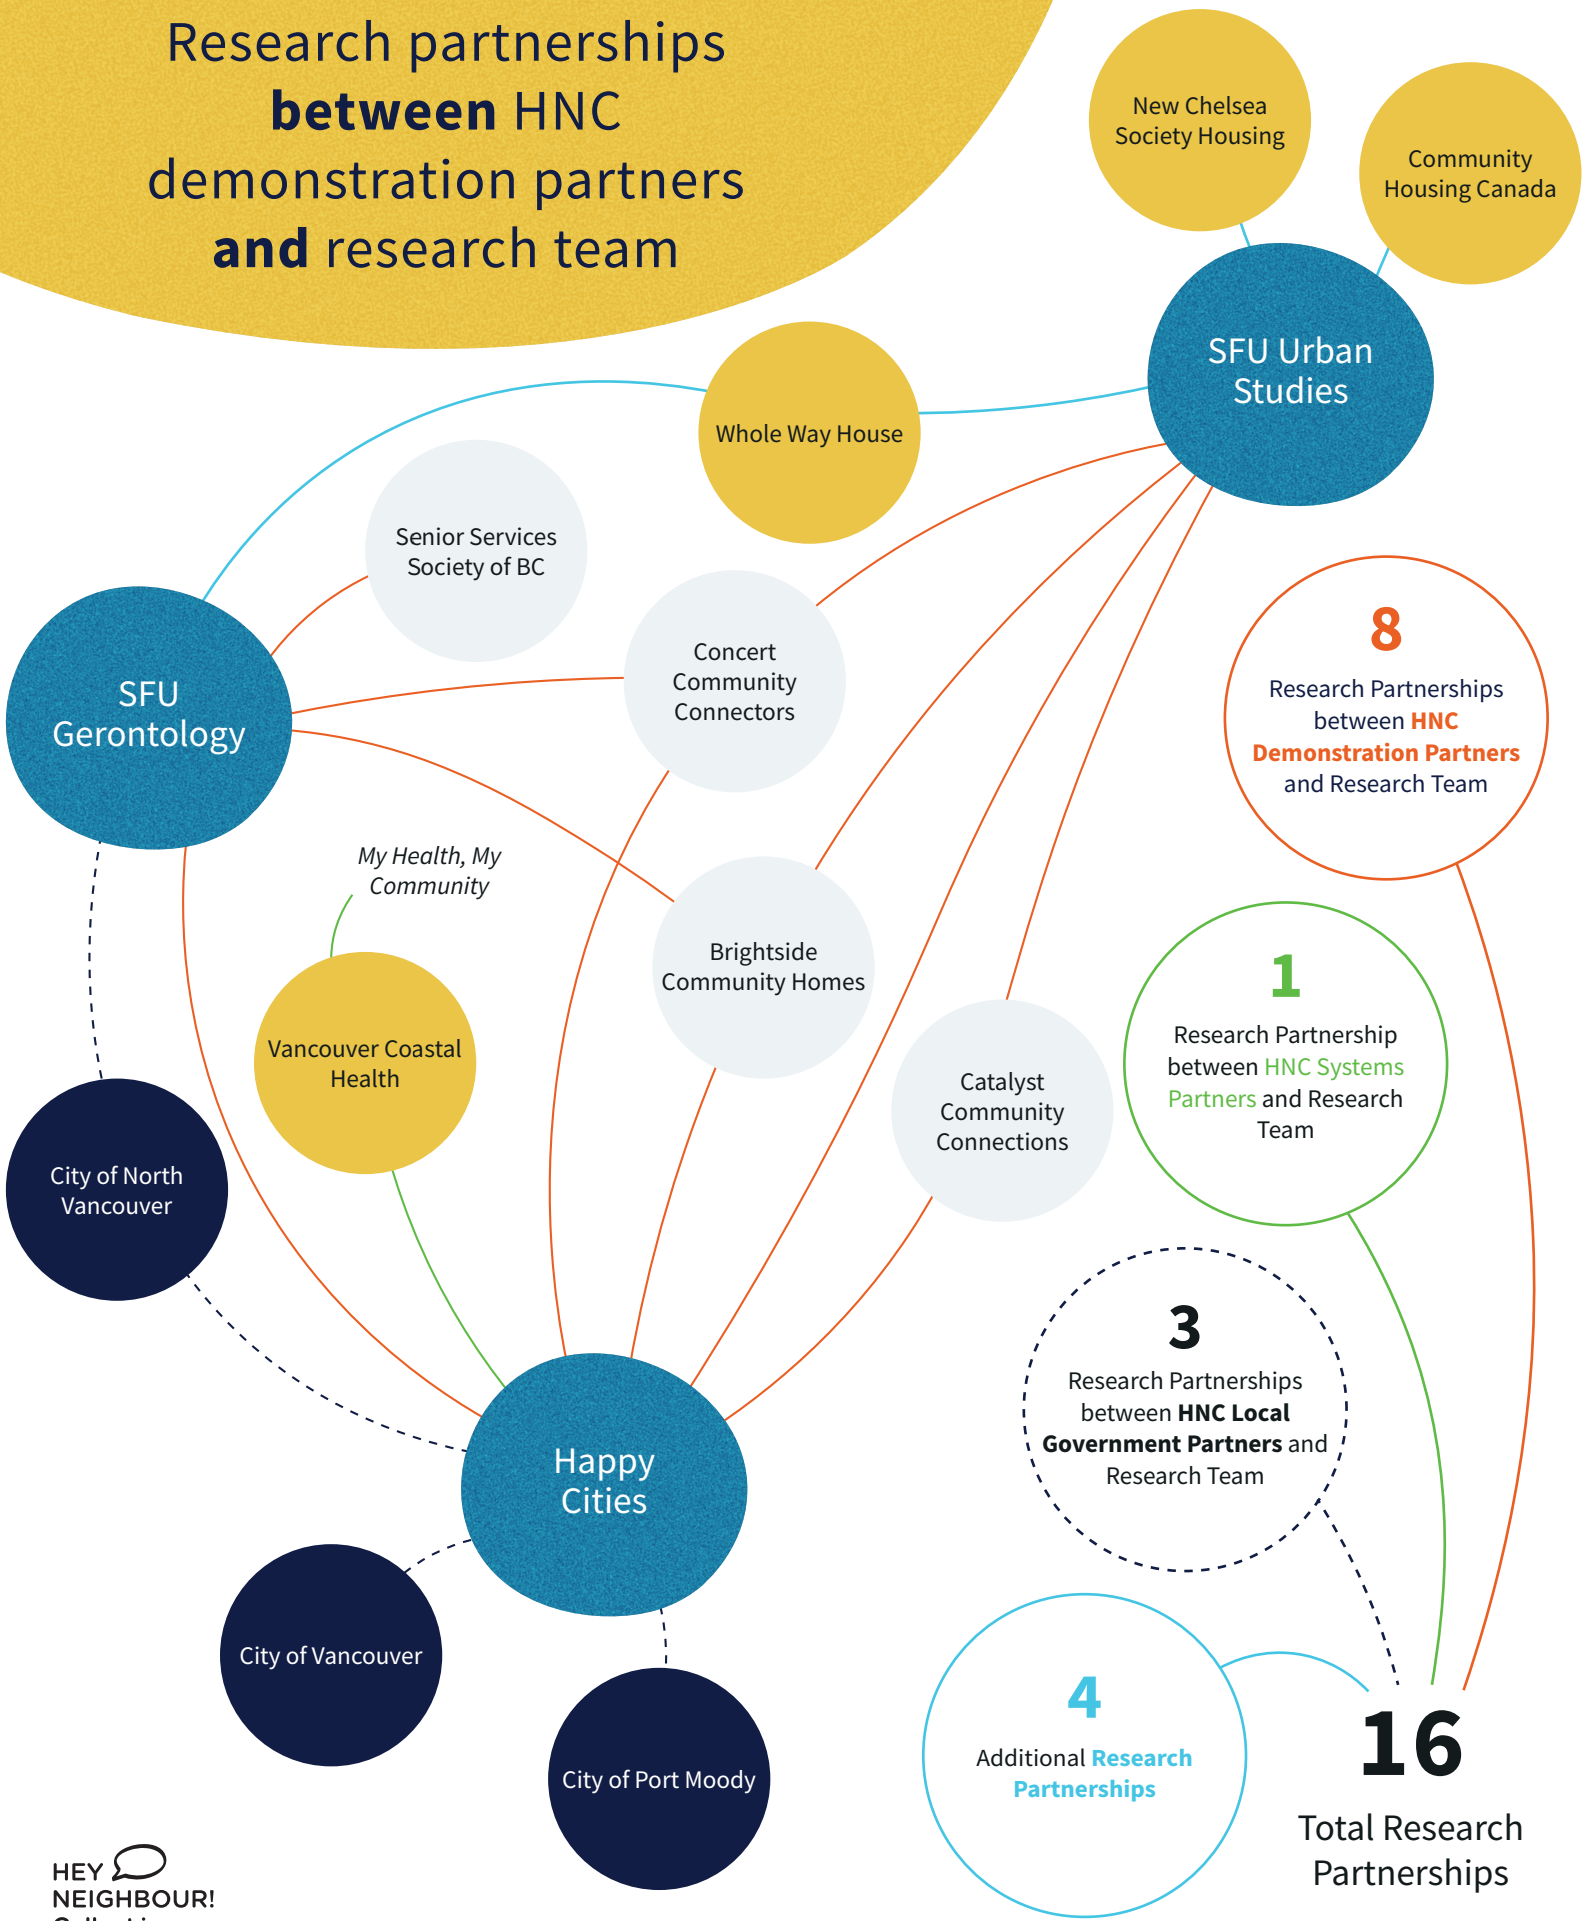 Research partnerships
between HNC
demonstration partners
and research team
New Chelsea
Society Housing
Community
Housing Canada
SFU Urban
Studies
Whole Way House
Senior Services
Society of BC
Concert
Community
Connectors
SFU
Gerontology
My Health, My
Community
Brightside
Community Homes
Vancouver Coastal
Health
Catalyst
Community
Connections
City of North
Vancouver
Happy
Cities
City of Vancouver
City of Port Moody
8
Research Partnerships
between HNC
Demonstration Partners
and Research Team
1
Research Partnership
between HNC Systems
Partners and Research
Team
3
Research Partnerships
between HNC Local
Government Partners and
Research Team
4
Additional Research
Partnerships
16
Total Research
Partnerships
HEY
NEIGHBOUR!